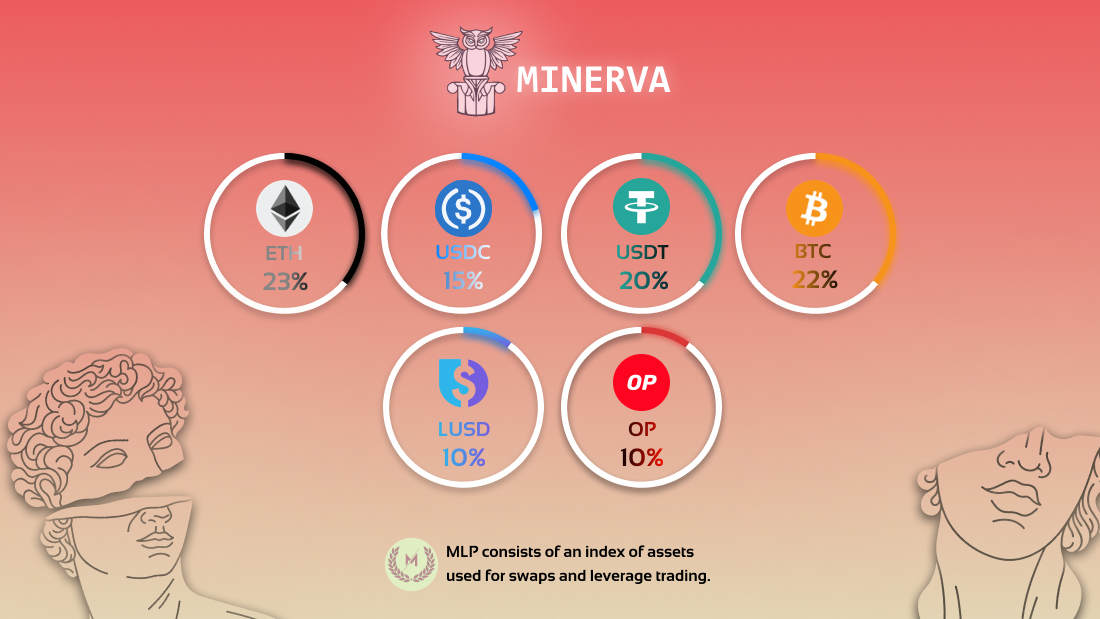 MINERVA
ETH
23%
USDC
15%
USDT
20%
BTC
22%
LUSD
10%
OP
OP
10%
M
MLP consists of an index of assets
used for swaps and leverage trading.